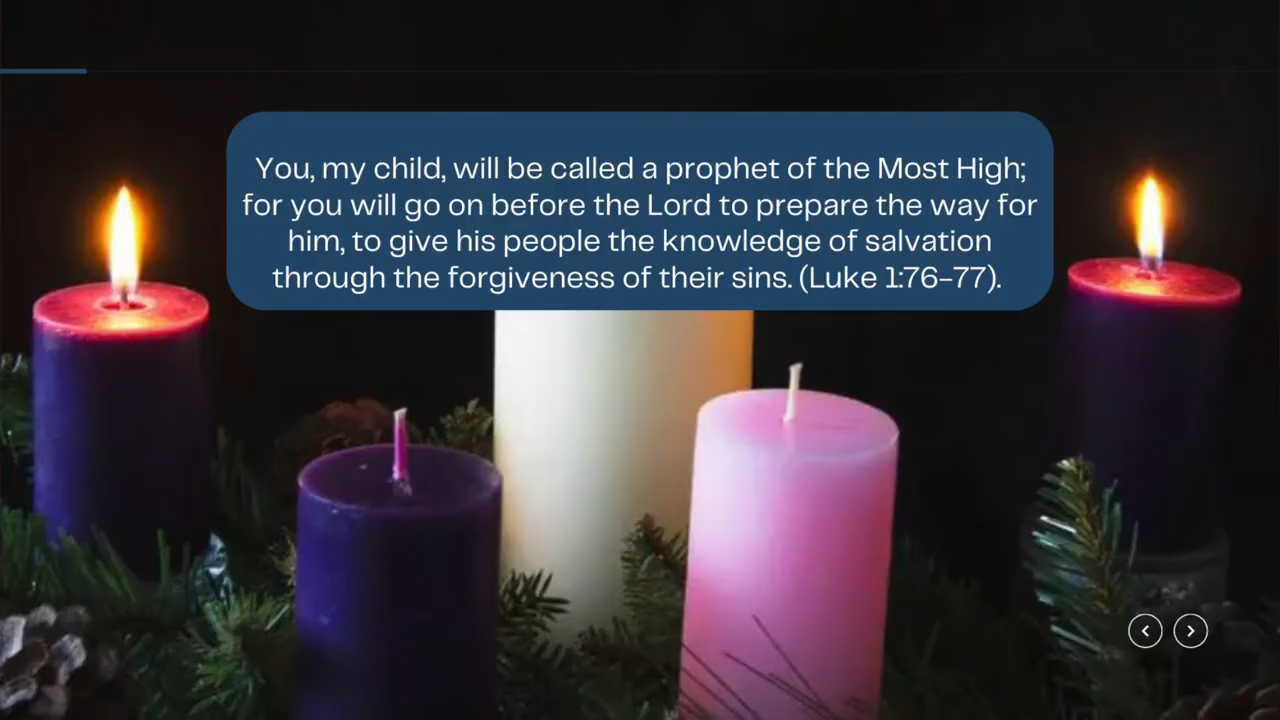 You, my child, will be called a prophet of the Most High;
for you will go on before the Lord to prepare the way for
him, to give his people the knowledge of salvation
through the forgiveness of their sins. (Luke 1:76-77).